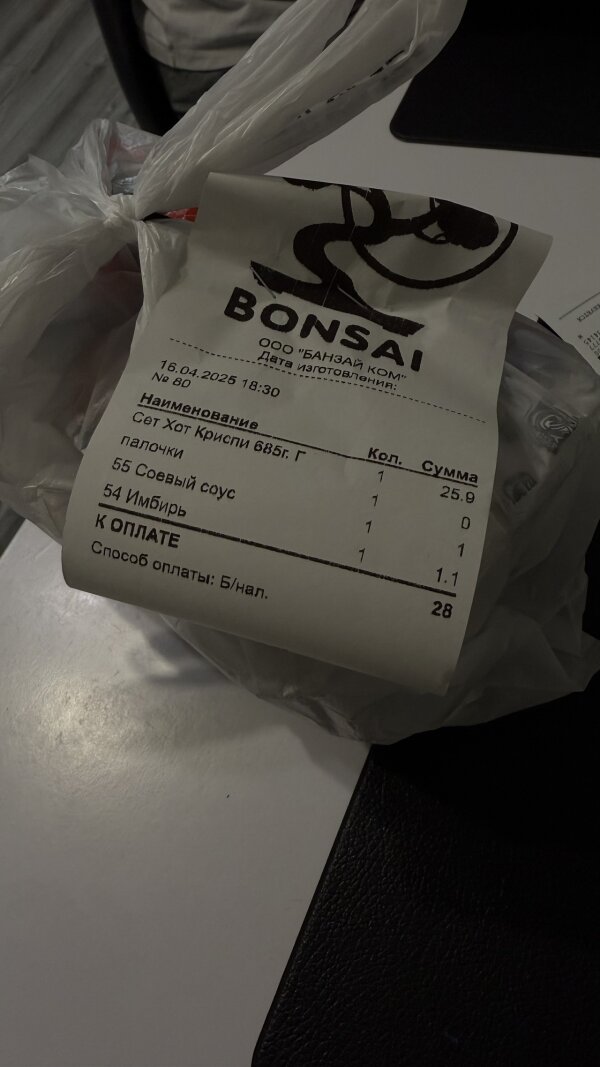 BONSAI
ООО "БАНЗАЙ КОМ"
Дата изготовления:
16.04.2025 18:30
№ 80
Наименование Кол. Сумма
Сет Хот Криспи 685г. Г 1 25.9
палочки 1 0
55 Соевый соус 1 1
54 Имбирь 1 1.1
К ОПЛАТЕ 28
Способ оплаты: Б/нал.